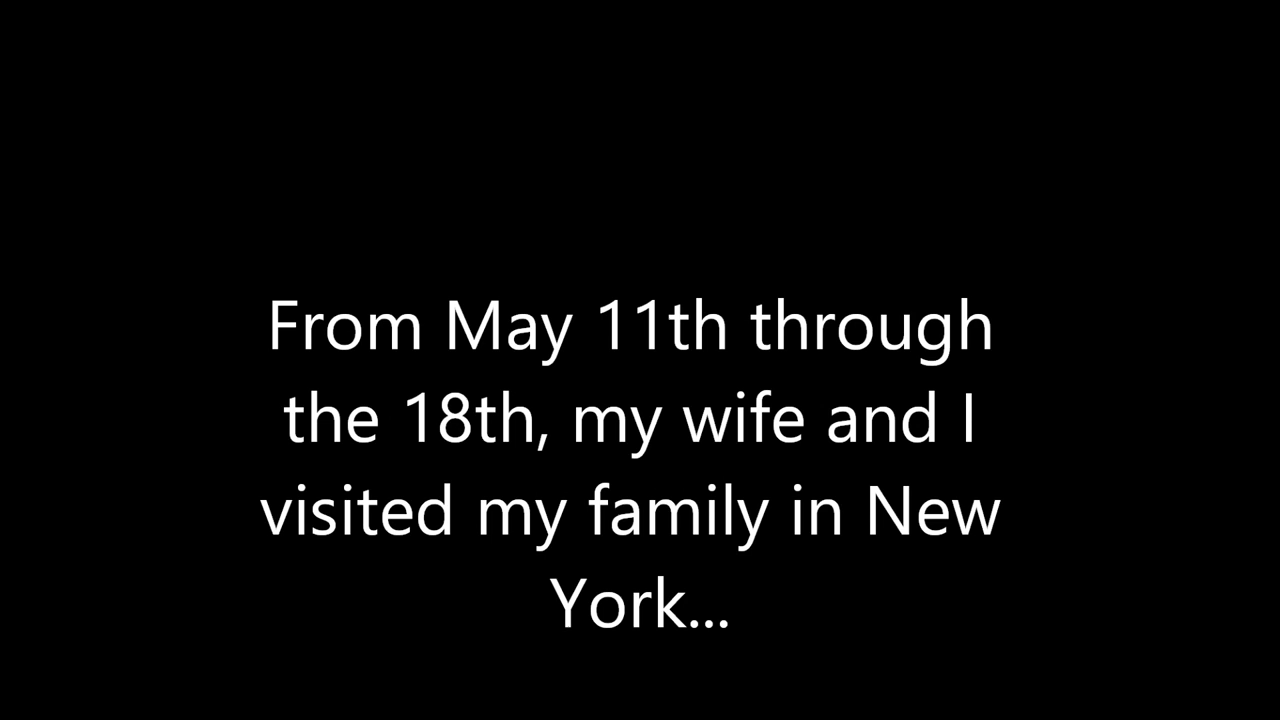 From May 11th through
the 18th, my wife and I
visited my family in New
York...